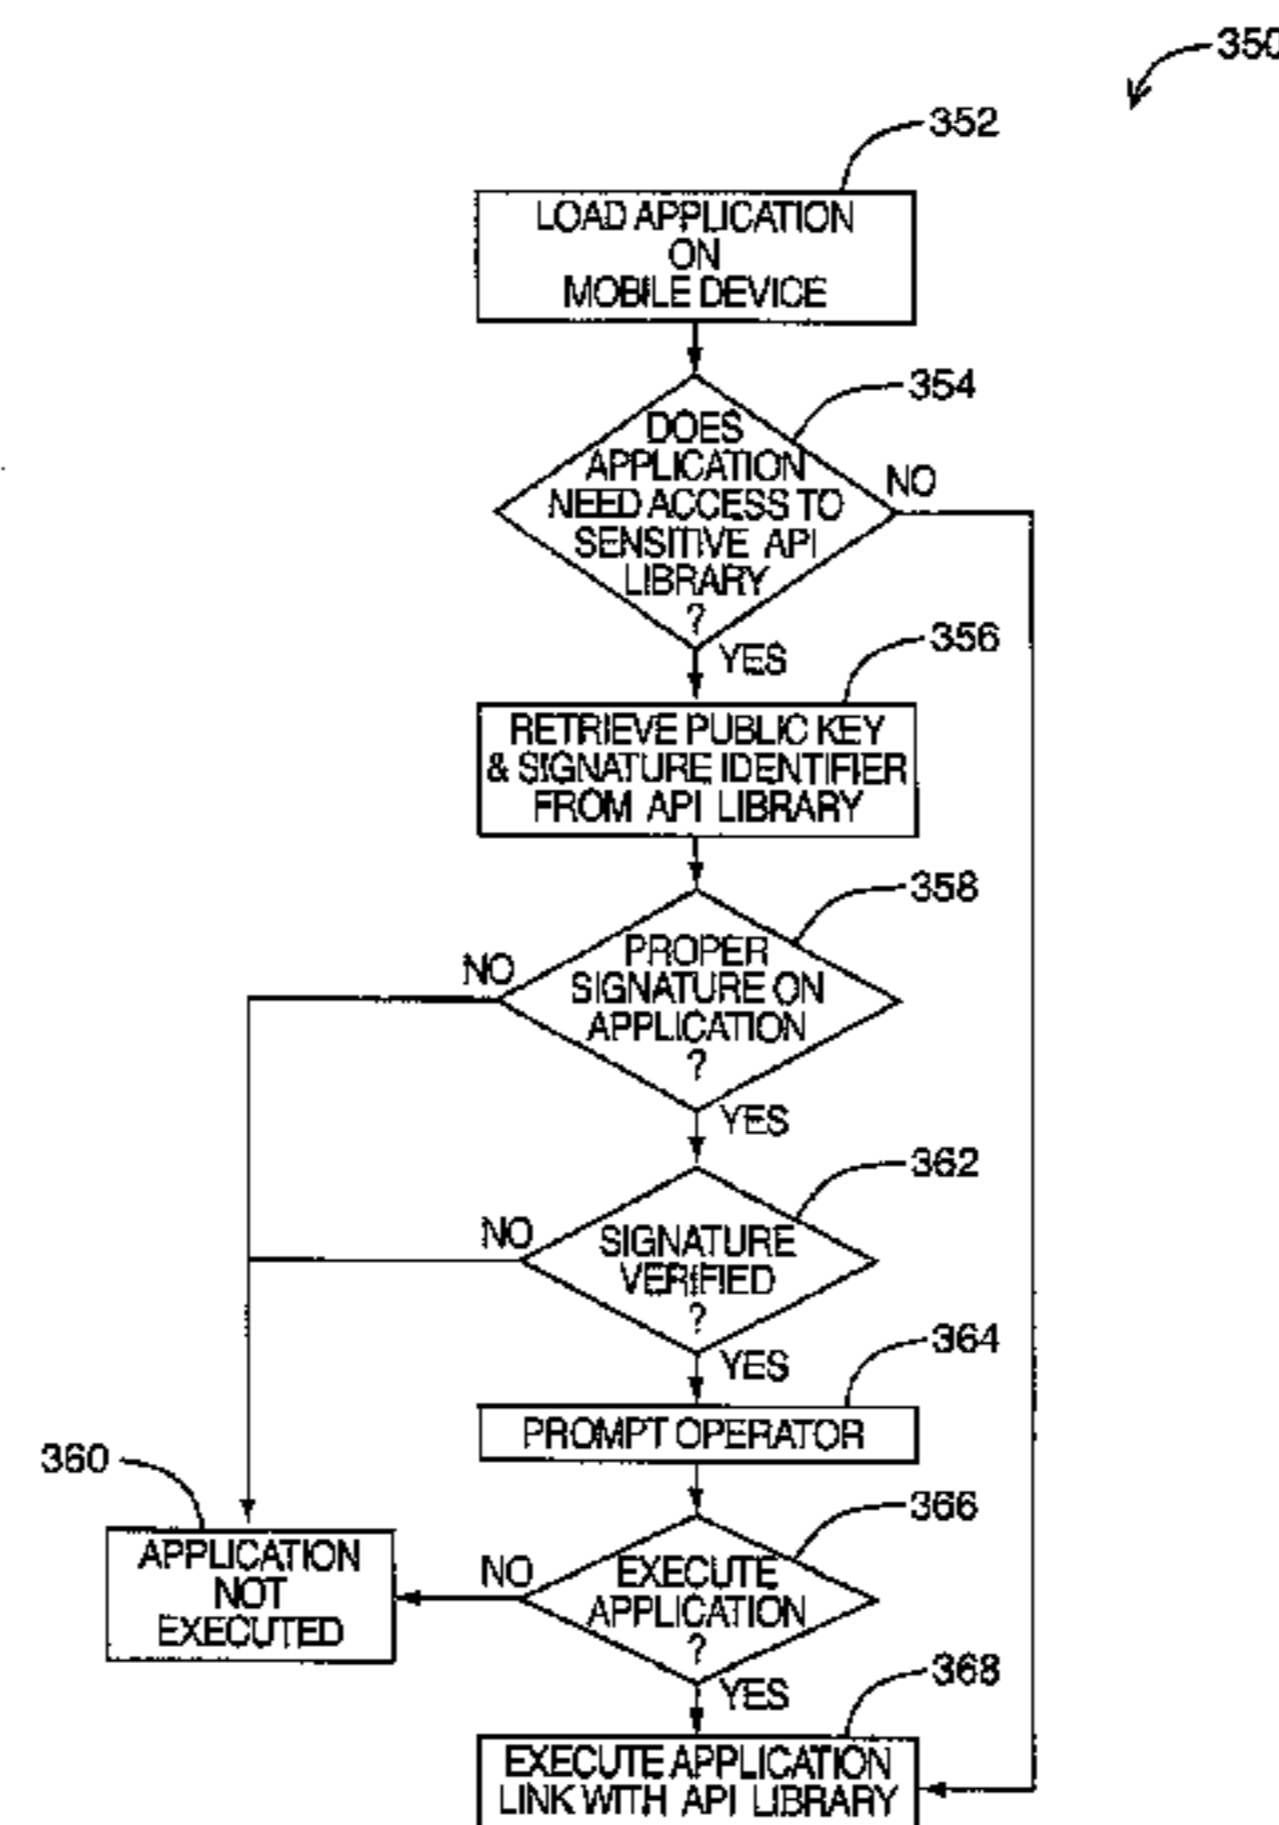 350
352
LOAD APPLICATION
ON
MOBILE DEVICE
354
DOES
APPLICATION
NEED ACCESS TO
SENSITIVE API
LIBRARY
?
NO
YES
356
RETRIEVE PUBLIC KEY
& SIGNATURE IDENTIFIER
FROM API LIBRARY
358
PROPER
SIGNATURE ON
APPLICATION
?
NO
YES
362
SIGNATURE
VERIFIED
?
NO
YES
364
PROMPT OPERATOR
360
APPLICATION
NOT
EXECUTED
366
EXECUTE
APPLICATION
?
NO
YES
368
EXECUTE APPLICATION
LINK WITH API LIBRARY